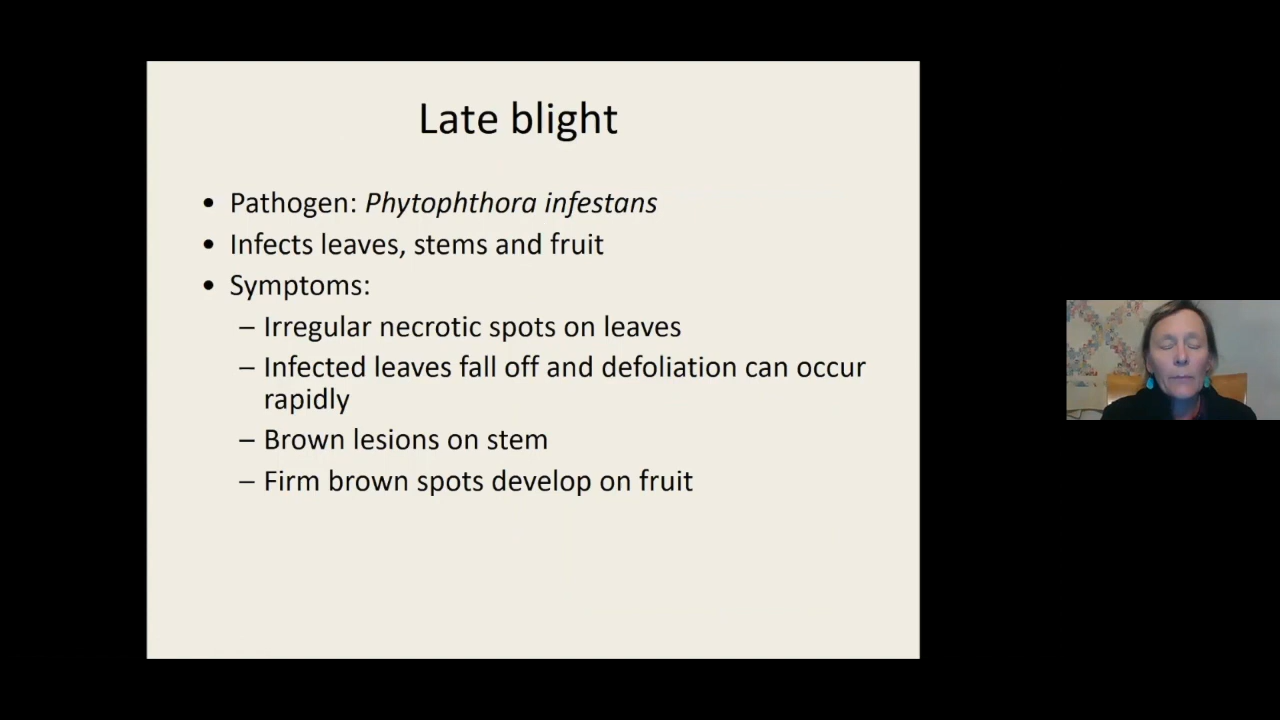 Late blight
• Pathogen: Phytophthora infestans
• Infects leaves, stems and fruit
• Symptoms:
– Irregular necrotic spots on leaves
– Infected leaves fall off and defoliation can occur
rapidly
– Brown lesions on stem
– Firm brown spots develop on fruit